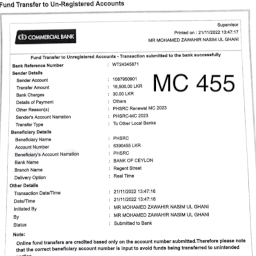 Fund Transfer to Un-Registered Accounts
COMMERCIAL BANK
Supervisor
Printed on : 21/11/2022 13:47:17
MR MOHAMED ZAWAHIR NASIM UL GHANI
Fund Transfer to Unregistered Accounts - Transaction submitted to the bank successfully
Bank Reference Number : WT24345871
Sender Details
Sender Account : 1087950901
Transfer Amount : 16,500.00 LKR
Bank Charges : 30.00 LKR
Details of Payment : Others
Other Reason(s) : PHSRC Renewal MC 2023
Sender's Account Narration : PHSRC-MC 2023
Transfer Type : To Other Local Banks
MC 455
Beneficiary Details
Beneficiary Name : PHSRC
Account Number : 6390455 LKR
Beneficiary's Account Narration : PHSRC
Bank Name : BANK OF CEYLON
Branch Name : Regent Street
Delivery Option : Real Time
Other Details
Transaction Date/Time : 21/11/2022 13:47:16
Date/Time : 21/11/2022 13:47:16
Initiated By : MR MOHAMED ZAWAHIR NASIM UL GHANI
By : MR MOHAMED ZAWAHIR NASIM UL GHANI
Status : Submitted to Bank
Note:
Online fund transfers are credited based only on the account number submitted.Therefore please note
that the correct beneficiary account number is input to avoid funds being transferred to unintended